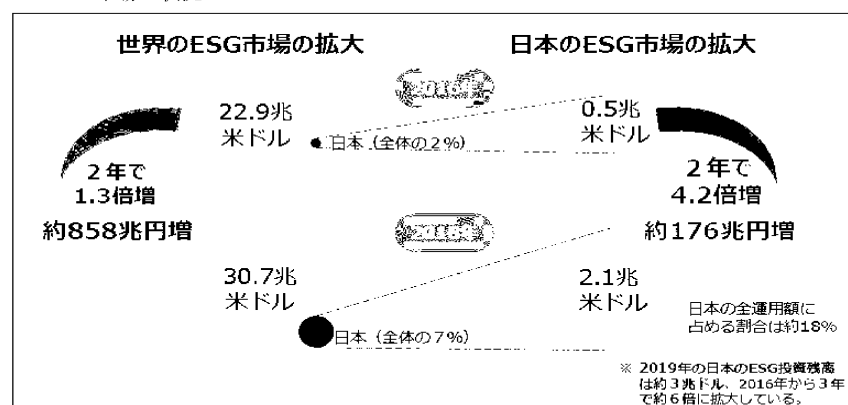 世界のESG市場の拡大
日本のESG市場の拡大
2016年
22.9兆
米ドル
日本（全体の２％）
0.5兆
米ドル
２年で
1.3倍増
約858兆円増
２年で
4.2倍増
約176兆円増
30.7兆
米ドル
日本（全体の７％）
2.1兆
米ドル
日本の全運用額に
占める割合は約18%
※ 2019年の日本のESG投資残高
は約３兆ドル、2016年から３年
で約６倍に拡大している。